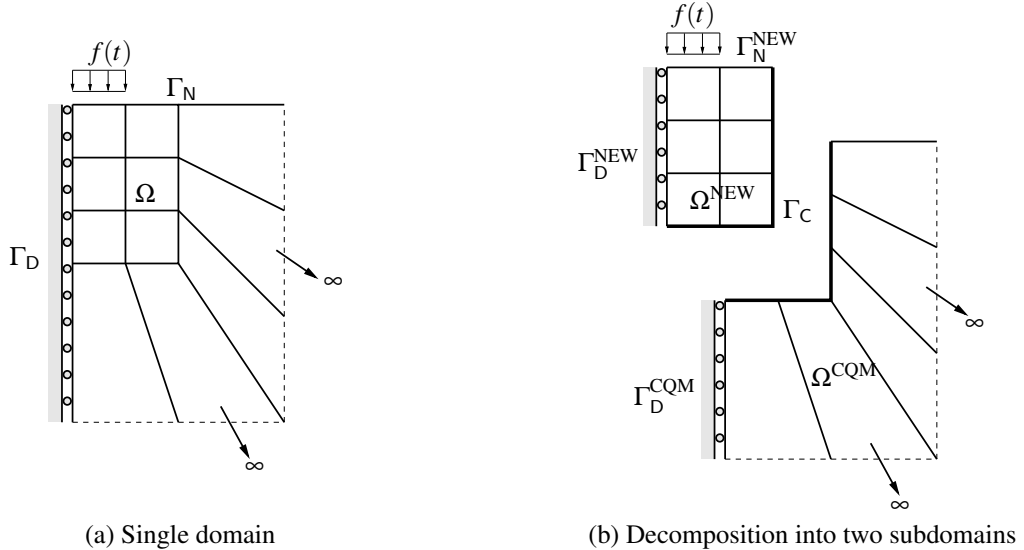 f(t)
Γ_N
Ω
Γ_D
∞
∞
(a) Single domain
f(t)
Γ_N^NEW
Γ_D^NEW
Ω^NEW
Γ_C
∞
Ω^CQM
Γ_D^CQM
∞
(b) Decomposition into two subdomains